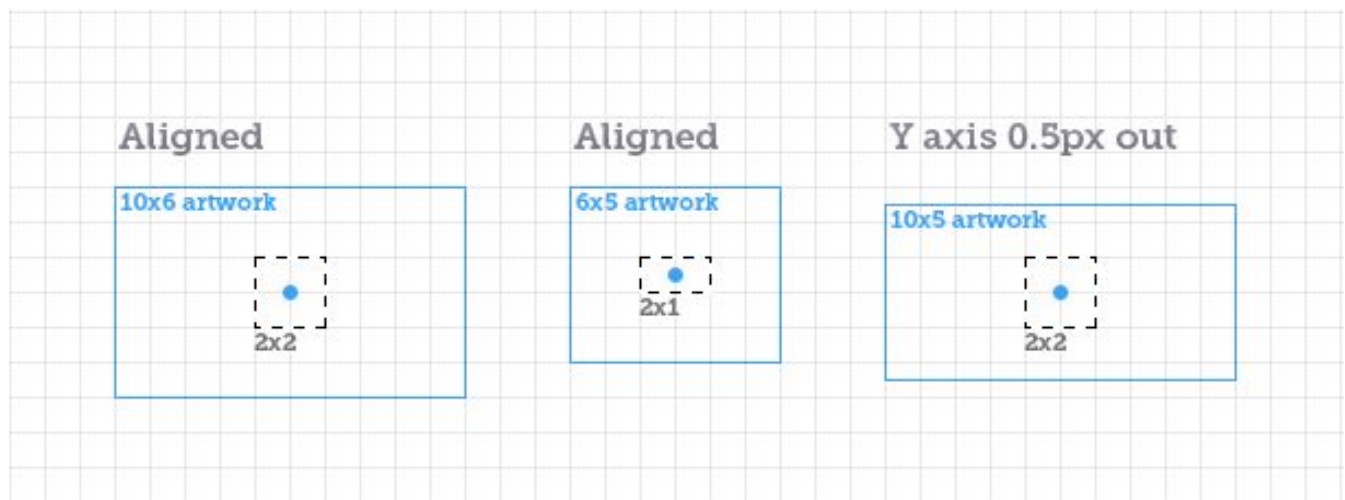 Aligned
10x6 artwork
2x2
Aligned
6x5 artwork
2x1
Y axis 0.5px out
10x5 artwork
2x2